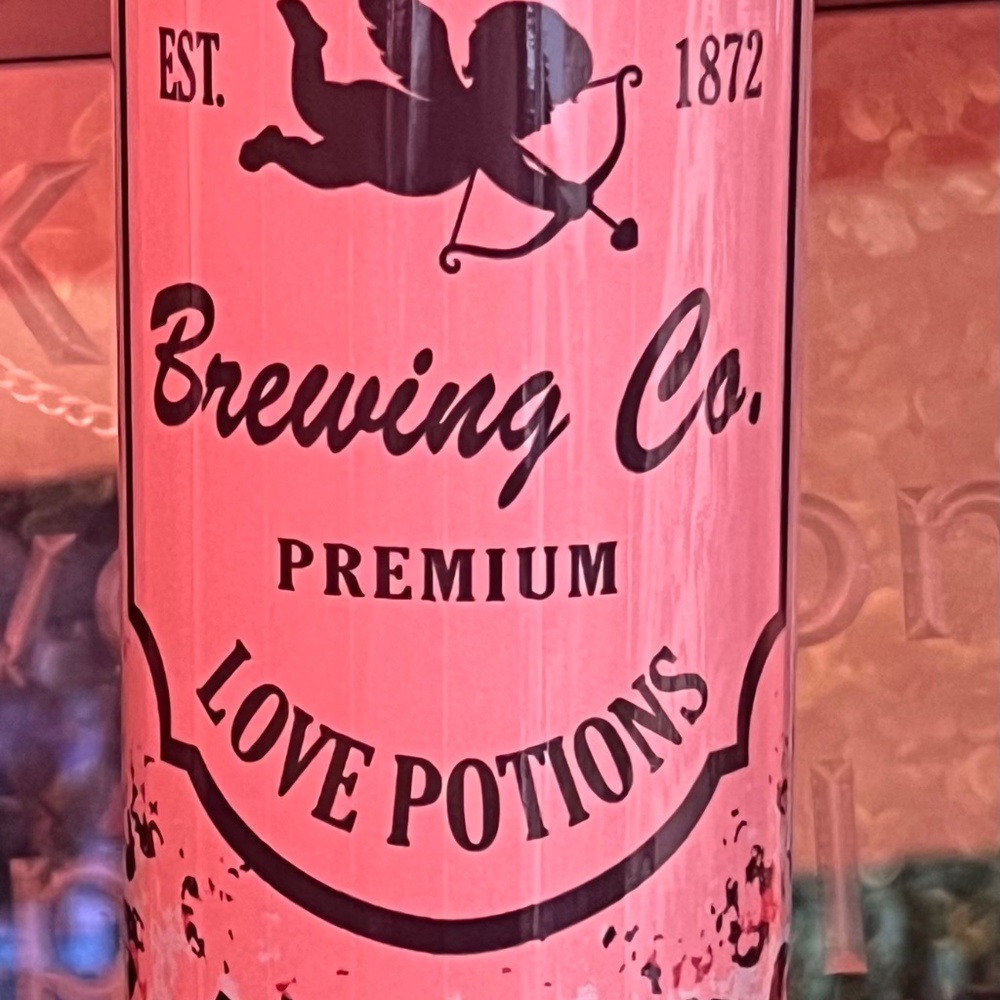 EST. 1872
Brewing Co.
PREMIUM
LOVE POTIONS